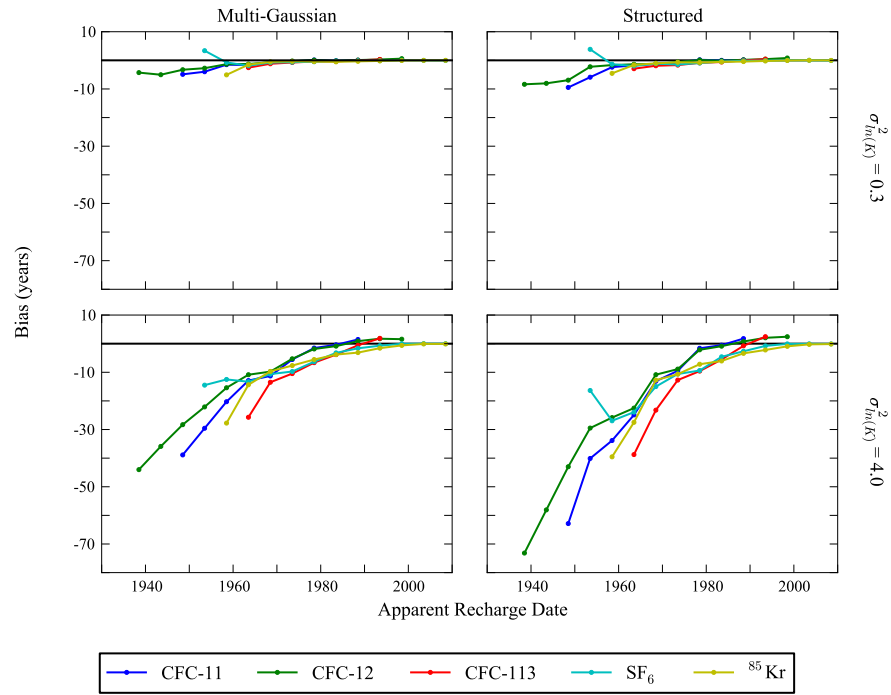 Multi-Gaussian Structured
10
-10
-30
-50
-70
σ²ln(K) = 0.3
Bias (years)
10
-10
-30
-50
-70
σ²ln(K) = 4.0
1940 1960 1980 2000 1940 1960 1980 2000
Apparent Recharge Date
CFC-11 CFC-12 CFC-113 SF₆ ⁸⁵Kr